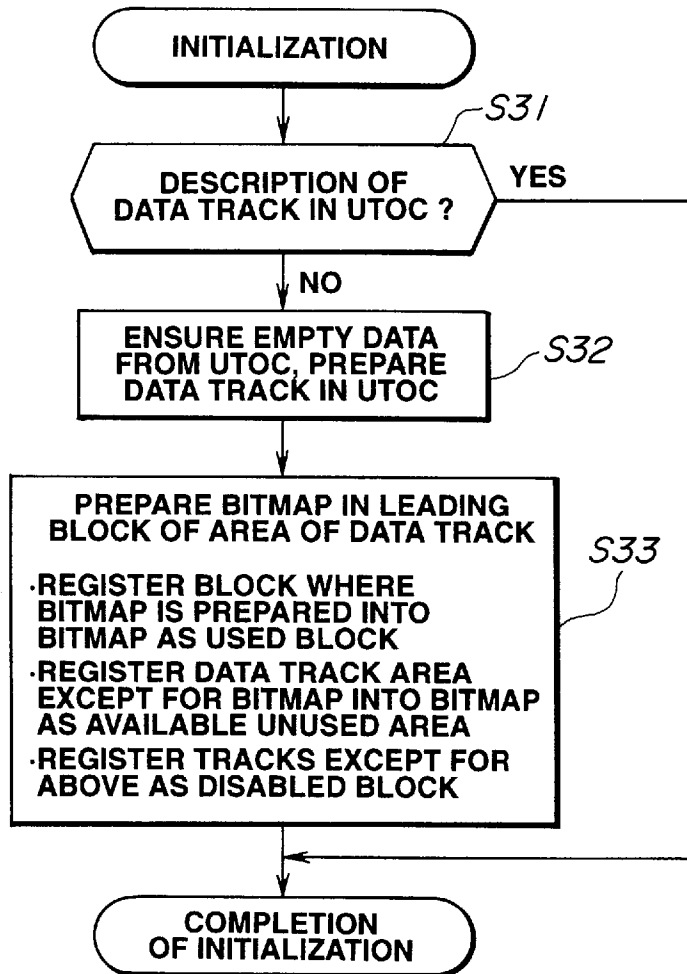 INITIALIZATION
S31
DESCRIPTION OF
DATA TRACK IN UTOC ?
YES
NO
ENSURE EMPTY DATA
FROM UTOC, PREPARE
DATA TRACK IN UTOC
S32
PREPARE BITMAP IN LEADING
BLOCK OF AREA OF DATA TRACK
S33
·REGISTER BLOCK WHERE
BITMAP IS PREPARED INTO
BITMAP AS USED BLOCK
·REGISTER DATA TRACK AREA
EXCEPT FOR BITMAP INTO BITMAP
AS AVAILABLE UNUSED AREA
·REGISTER TRACKS EXCEPT FOR
ABOVE AS DISABLED BLOCK
COMPLETION
OF INITIALIZATION